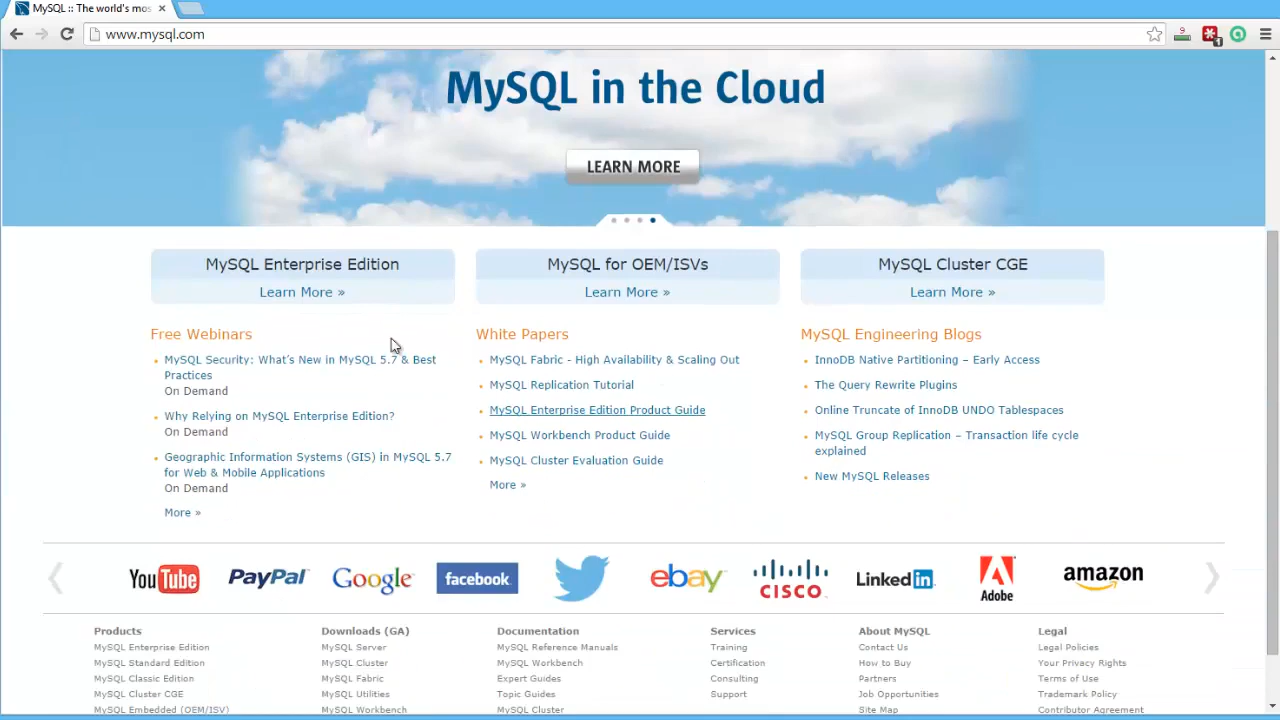 MySQL :: The world's mos
www.mysql.com
9
1
MySQL in the Cloud
LEARN MORE
MySQL Enterprise Edition
Learn More »
MySQL for OEM/ISVs
Learn More »
MySQL Cluster CGE
Learn More »
Free Webinars
MySQL Security: What's New in MySQL 5.7 & Best
Practices
On Demand
Why Relying on MySQL Enterprise Edition?
On Demand
Geographic Information Systems (GIS) in MySQL 5.7
for Web & Mobile Applications
On Demand
More »
White Papers
MySQL Fabric - High Availability & Scaling Out
MySQL Replication Tutorial
MySQL Enterprise Edition Product Guide
MySQL Workbench Product Guide
MySQL Cluster Evaluation Guide
More »
MySQL Engineering Blogs
InnoDB Native Partitioning – Early Access
The Query Rewrite Plugins
Online Truncate of InnoDB UNDO Tablespaces
MySQL Group Replication – Transaction life cycle
explained
New MySQL Releases
YouTube
PayPal
Google
facebook
ebay
CISCO
LinkedIn
Adobe
amazon
Products
MySQL Enterprise Edition
MySQL Standard Edition
MySQL Classic Edition
MySQL Cluster CGE
MySQL Embedded (OEM/ISV)
Downloads (GA)
MySQL Server
MySQL Cluster
MySQL Fabric
MySQL Utilities
MySQL Workbench
Documentation
MySQL Reference Manuals
MySQL Workbench
Expert Guides
Topic Guides
MySQL Cluster
Services
Training
Certification
Consulting
Support
About MySQL
Contact Us
How to Buy
Partners
Job Opportunities
Site Map
Legal
Legal Policies
Your Privacy Rights
Terms of Use
Trademark Policy
Contributor Agreement